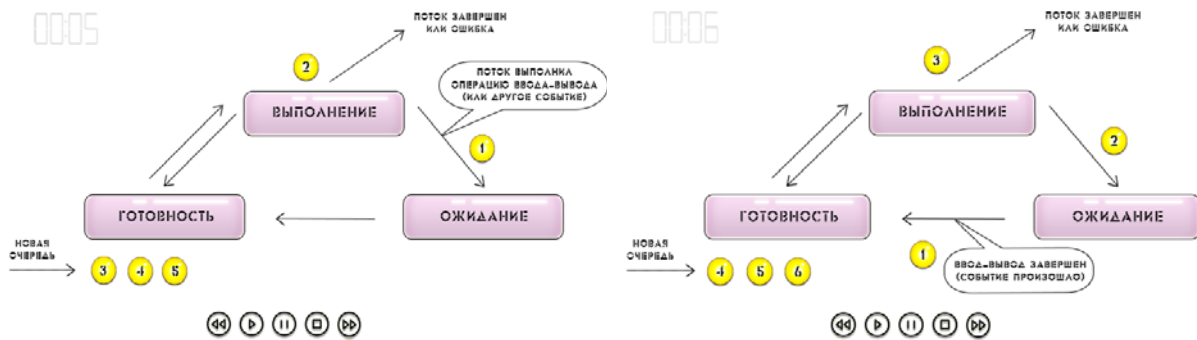 00:05
ПОТОК ЗАВЕРШЕН
ИЛИ ОШИБКА
2
ПОТОК ВЫПОЛНИЛ
ОПЕРАЦИЮ ВВОДА-ВЫВОДА
(ИЛИ ДРУГОЕ СОБЫТИЕ)
ВЫПОЛНЕНИЕ
1
ГОТОВНОСТЬ
ОЖИДАНИЕ
НОВАЯ
ОЧЕРЕДЬ
3 4 5
00:06
ПОТОК ЗАВЕРШЕН
ИЛИ ОШИБКА
3
ВЫПОЛНЕНИЕ
2
ГОТОВНОСТЬ
ОЖИДАНИЕ
НОВАЯ
ОЧЕРЕДЬ
1
ВВОД-ВЫВОД ЗАВЕРШЕН
(СОБЫТИЕ ПРОИЗОШЛО)
4 5 6